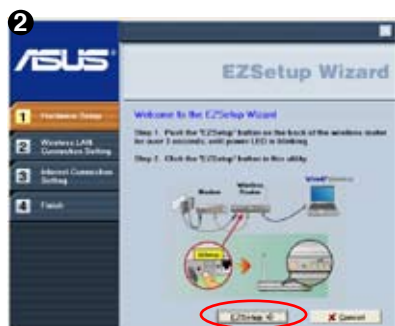 2
ASUS
EZSetup Wizard
1 Hardware Setup
Welcome to the EZSetup Wizard
Step 1. Push the "EZSetup" button on the back of the wireless router
for over 3 seconds, until power LED is blinking.
2 Wireless LAN
Connection Setting
Step 2. Click the "EZSetup" button in this utility.
3 Internet Connection
Setting
4 Finish
Modem
Wireless
Router
EZSetup
EZSetup
Cancel